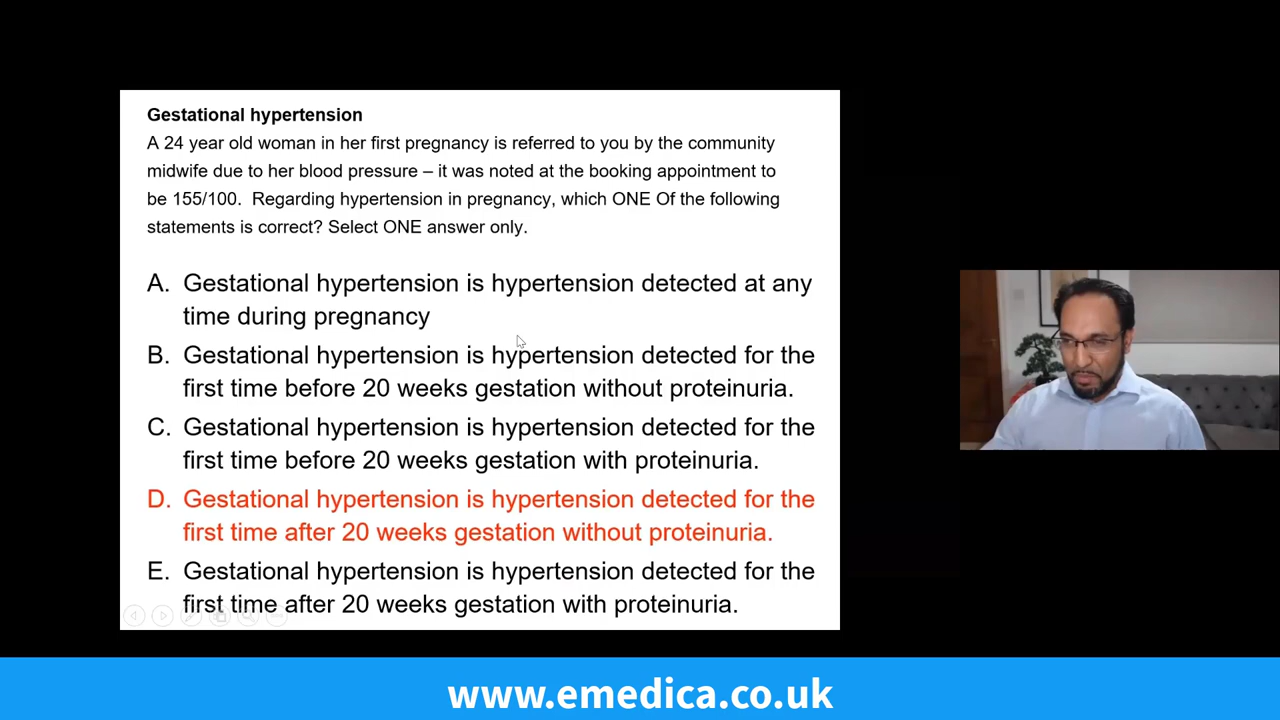 Gestational hypertension
A 24 year old woman in her first pregnancy is referred to you by the community
midwife due to her blood pressure – it was noted at the booking appointment to
be 155/100.  Regarding hypertension in pregnancy, which ONE Of the following
statements is correct? Select ONE answer only.
A. Gestational hypertension is hypertension detected at any
time during pregnancy
B. Gestational hypertension is hypertension detected for the
first time before 20 weeks gestation without proteinuria.
C. Gestational hypertension is hypertension detected for the
first time before 20 weeks gestation with proteinuria.
D. Gestational hypertension is hypertension detected for the
first time after 20 weeks gestation without proteinuria.
E. Gestational hypertension is hypertension detected for the
first time after 20 weeks gestation with proteinuria.
www.emedica.co.uk